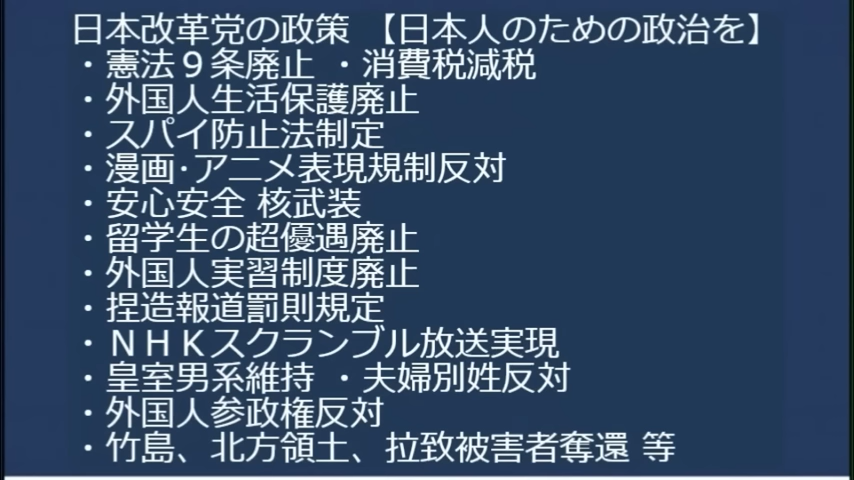 日本改革党の政策 【日本人のための政治を】
・憲法９条廃止 ・消費税減税
・外国人生活保護廃止
・スパイ防止法制定
・漫画･アニメ表現規制反対
・安心安全 核武装
・留学生の超優遇廃止
・外国人実習制度廃止
・捏造報道罰則規定
・ＮＨＫスクランブル放送実現
・皇室男系維持 ・夫婦別姓反対
・外国人参政権反対
・竹島、北方領土、拉致被害者奪還 等